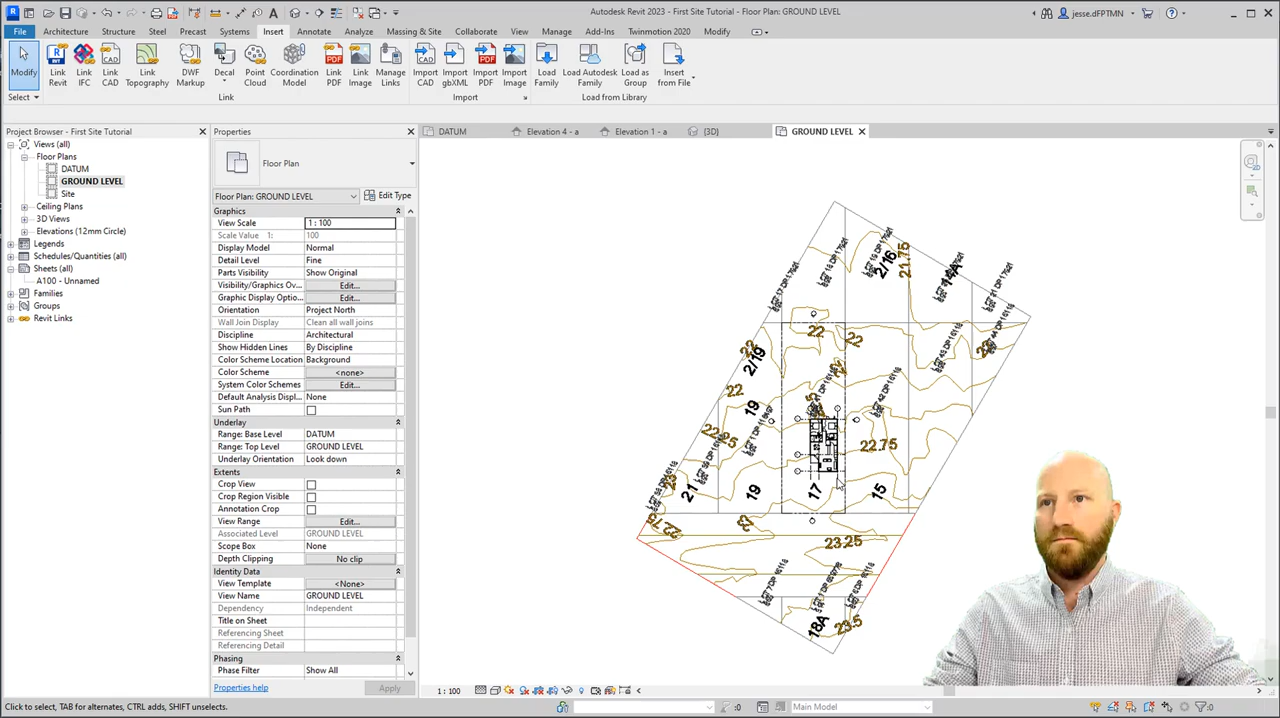 Autodesk Revit 2023 - First Site Tutorial - Floor Plan: GROUND LEVEL
jesse.dFPTMN
File Architecture Structure Steel Precast Systems Insert Annotate Analyze Massing & Site Collaborate View Manage Add-Ins Twinmotion 2020 Modify
Modify
Link Revit
Link IFC
Link CAD
Link Topography
DWF Markup
Decal
Point Cloud
Coordination Model
Link PDF
Link Image
Manage Links
Import CAD
Import gbXML
Import PDF
Import Image
Load Family
Load Autodesk Family
Load as Group
Insert from File
Select Link Import Load from Library
Project Browser - First Site Tutorial
Views (all)
Floor Plans
DATUM
GROUND LEVEL
Site
Ceiling Plans
3D Views
Elevations (12mm Circle)
Legends
Schedules/Quantities (all)
Sheets (all)
A100 - Unnamed
Families
Groups
Revit Links
Properties
Floor Plan
Floor Plan: GROUND LEVEL Edit Type
Graphics
View Scale 1 : 100
Scale Value 1: 100
Display Model Normal
Detail Level Fine
Parts Visibility Show Original
Visibility/Graphics Ov... Edit...
Graphic Display Optio... Edit...
Orientation Project North
Wall Join Display Clean all wall joins
Discipline Architectural
Show Hidden Lines By Discipline
Color Scheme Location Background
Color Scheme <none>
System Color Schemes Edit...
Default Analysis Displ... None
Sun Path
Underlay
Range: Base Level DATUM
Range: Top Level GROUND LEVEL
Underlay Orientation Look down
Extents
Crop View
Crop Region Visible
Annotation Crop
View Range Edit...
Associated Level GROUND LEVEL
Scope Box None
Depth Clipping No clip
Identity Data
View Template <None>
View Name GROUND LEVEL
Dependency Independent
Title on Sheet
Referencing Sheet
Referencing Detail
Phasing
Phase Filter Show All
Properties help Apply
DATUM Elevation 4 - a Elevation 1 - a {3D} GROUND LEVEL
21.75
2/16
22
22
2/19
22
19
22.75
21
19
17
15
23
23.25
18A
23.5
1 : 100
Click to select, TAB for alternates, CTRL adds, SHIFT unselects.
:0
Main Model
:0